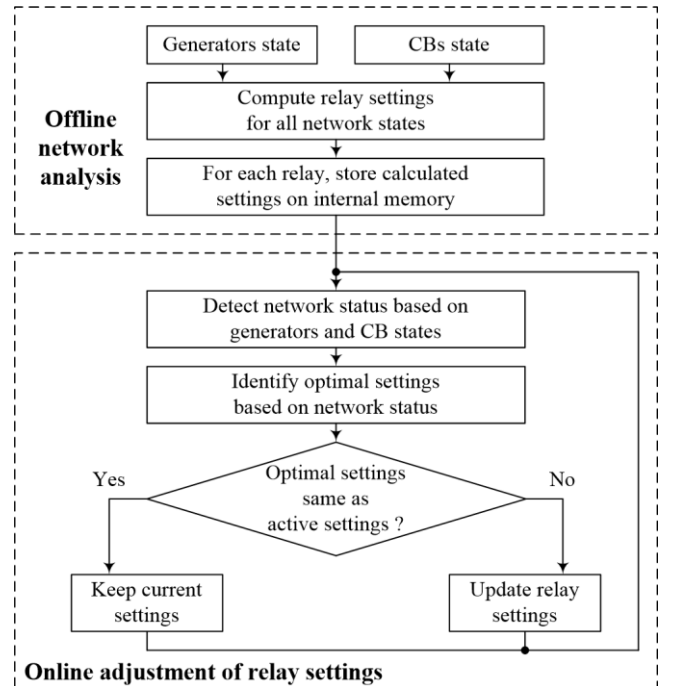 Generators state
CBs state
Compute relay settings
for all network states
Offline
network
analysis
For each relay, store calculated
settings on internal memory
Detect network status based on
generators and CB states
Identify optimal settings
based on network status
Optimal settings
same as
active settings ?
Yes
No
Keep current
settings
Update relay
settings
Online adjustment of relay settings